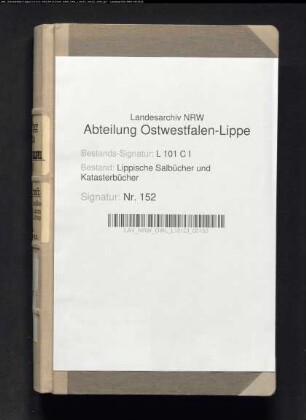 Landesarchiv NRW
Abteilung Ostwestfalen-Lippe
Bestands-Signatur: L 101 C I
Bestand: Lippische Salbücher und
Katasterbücher
Signatur: Nr. 152